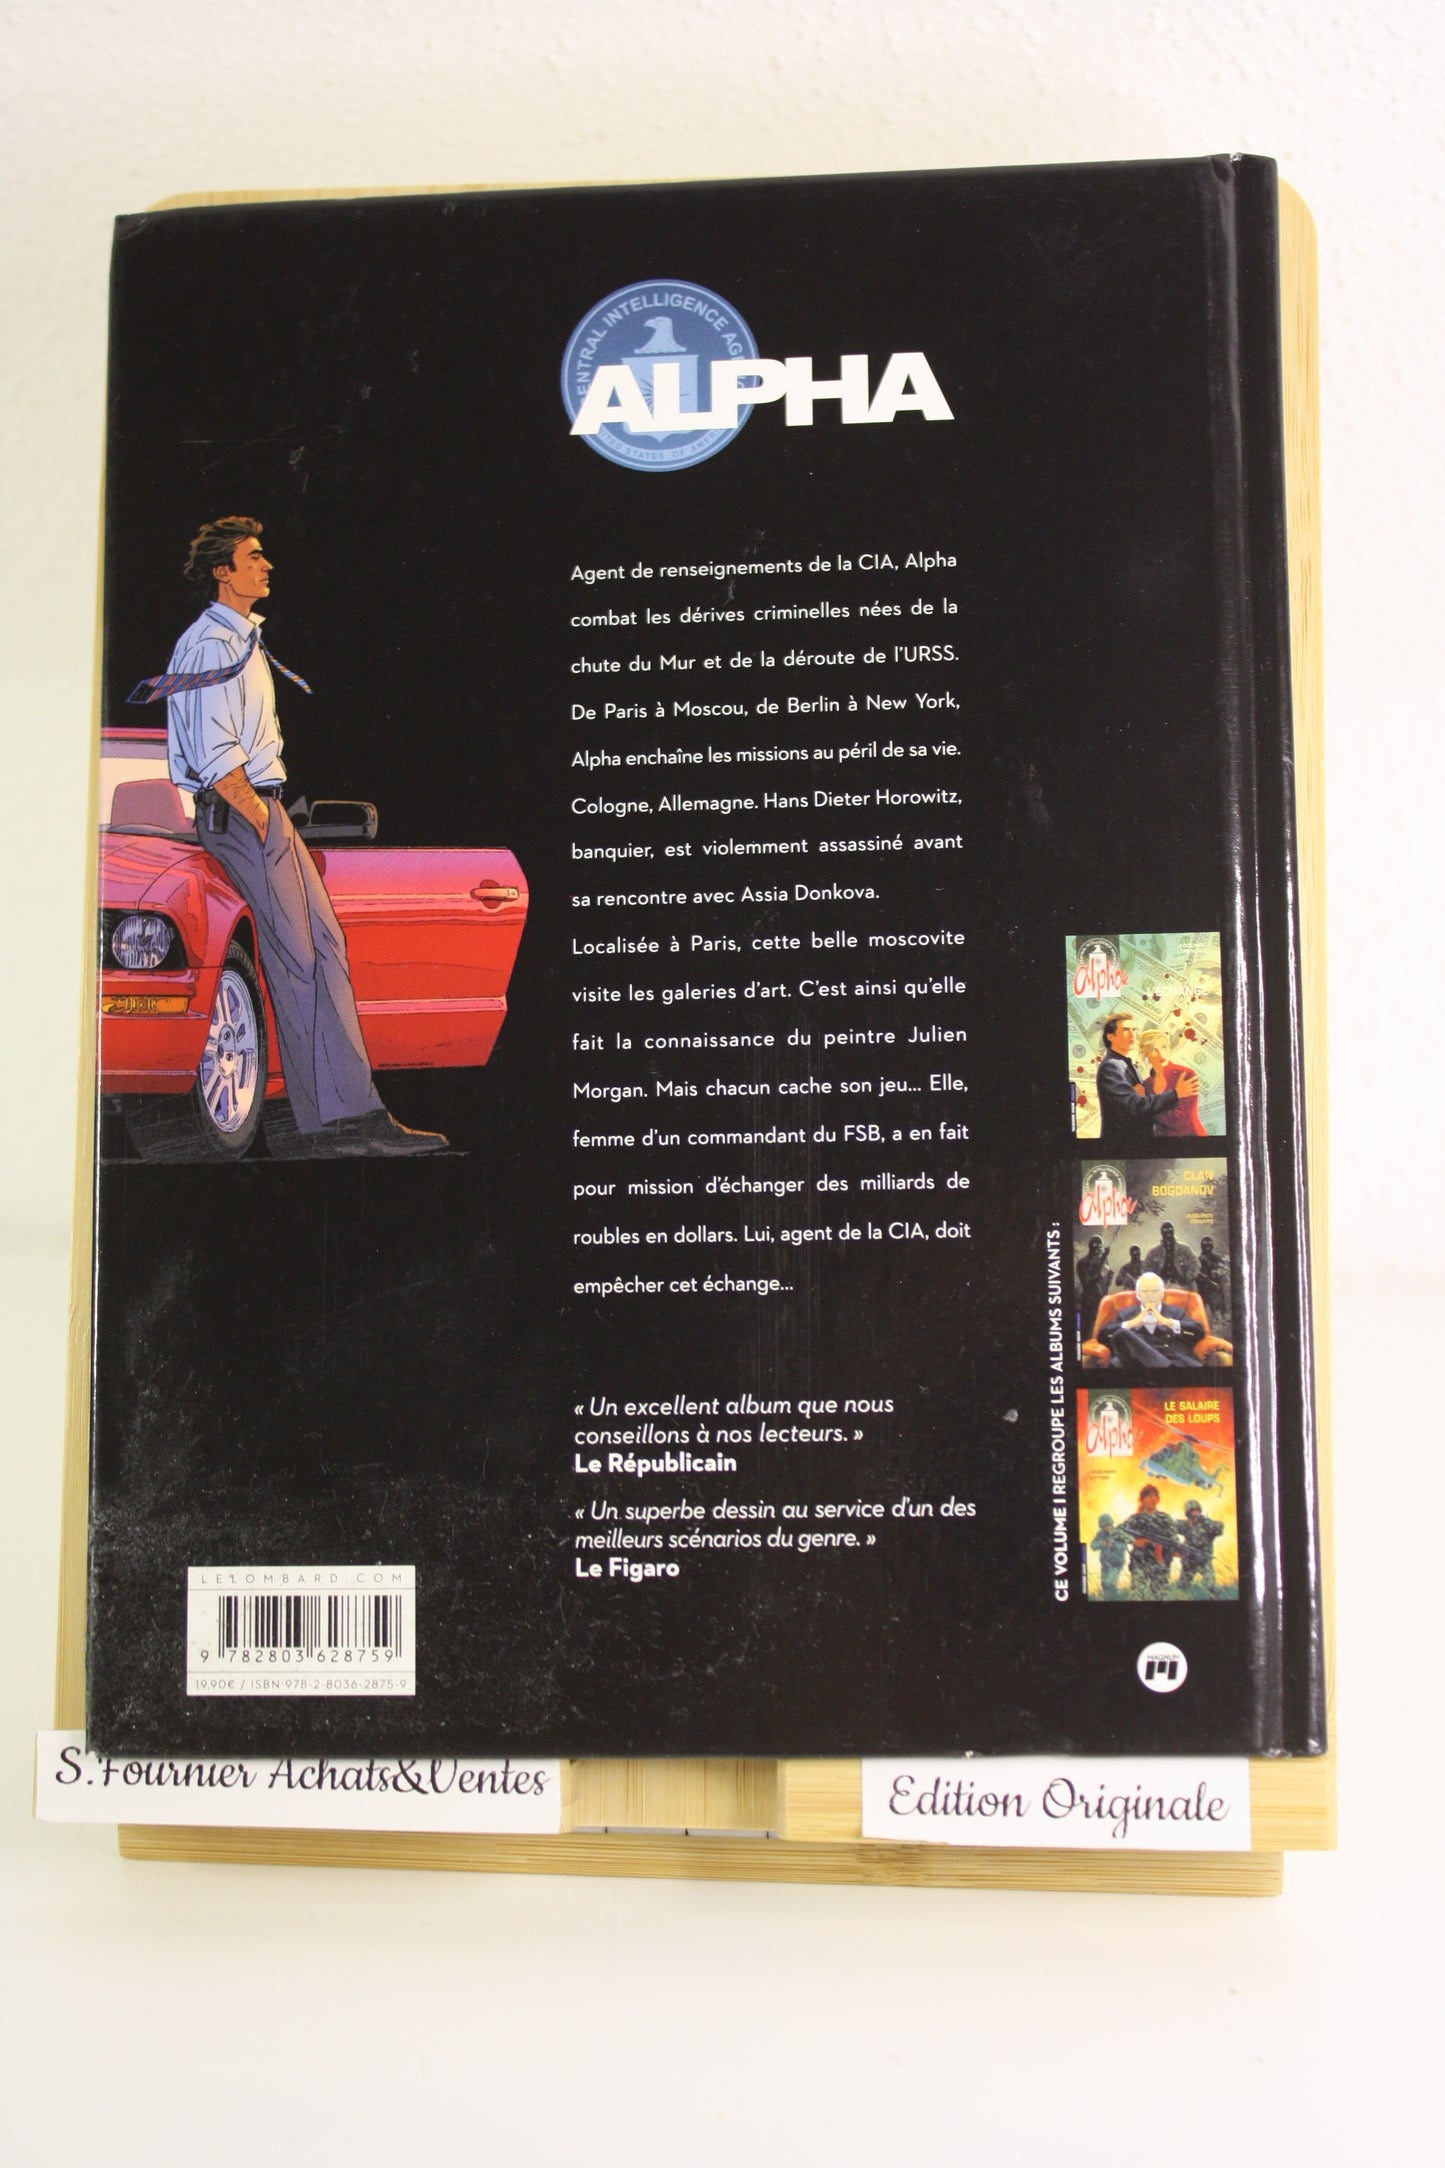 CENTRAL INTELLIGENCE AGE
ALPHA
UNITED STATES OF AMERICA
Agent de renseignements de la CIA, Alpha
combat les dérives criminelles nées de la
chute du Mur et de la déroute de l'URSS.
De Paris à Moscou, de Berlin à New York,
Alpha enchaîne les missions au péril de sa vie.
Cologne, Allemagne. Hans Dieter Horowitz,
banquier, est violemment assassiné avant
sa rencontre avec Assia Donkova.
Localisée à Paris, cette belle moscovite
visite les galeries d'art. C'est ainsi qu'elle
fait la connaissance du peintre Julien
Morgan. Mais chacun cache son jeu... Elle,
femme d'un commandant du FSB, a en fait
pour mission d'échanger des milliards de
roubles en dollars. Lui, agent de la CIA, doit
empêcher cet échange...
« Un excellent album que nous
conseillons à nos lecteurs. »
Le Républicain
« Un superbe dessin au service d'un des
meilleurs scénarios du genre. »
Le Figaro
CE VOLUME I REGROUPE LES ALBUMS SUIVANTS :
Alpha
L'ÉCHANGE
Alpha
CLAN
BOGDANOV
Alpha
LE SALAIRE
DES LOUPS
MAGNUM
LELOMBARD.COM
9 782803 628759
19,90€ / ISBN 978-2-8036-2875-9
S.Fournier Achats&Ventes
Edition Originale